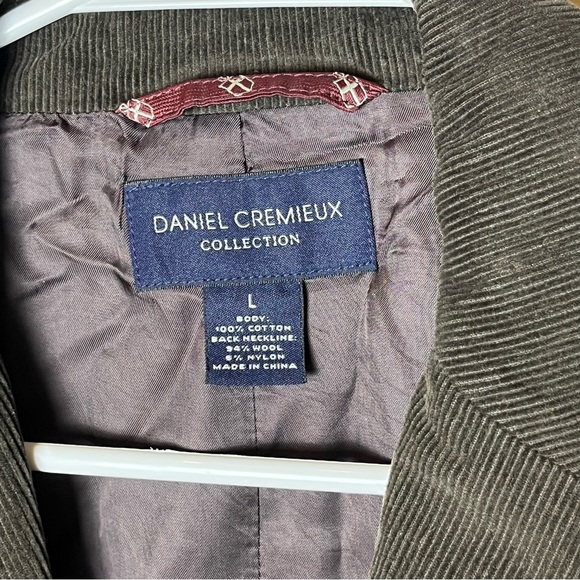 DANIEL CREMIEUX
COLLECTION
L
BODY:
100% COTTON
BACK NECKLINE:
94% WOOL
6% NYLON
MADE IN CHINA